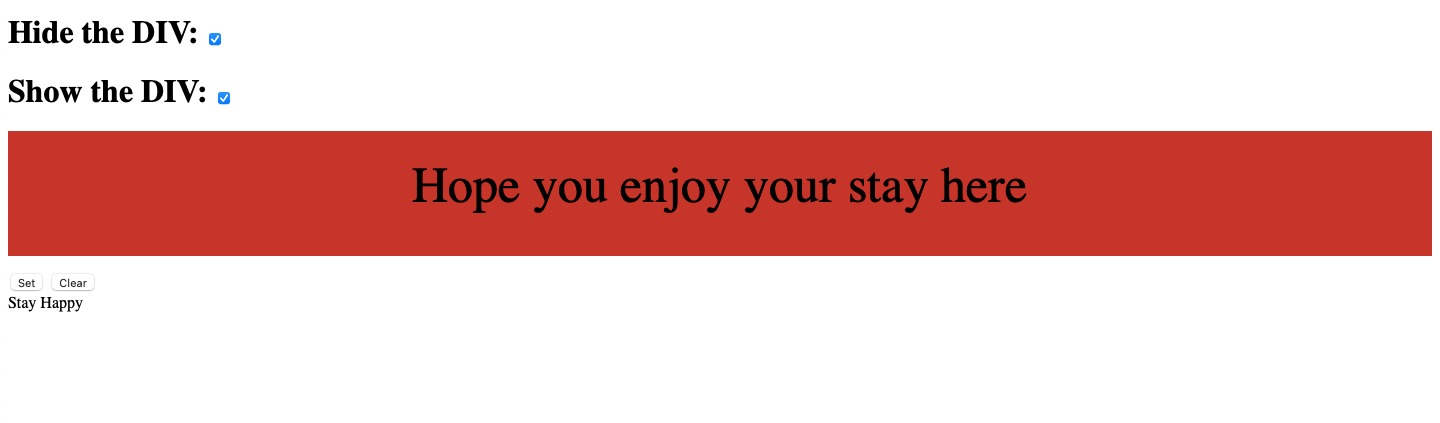 Hide the DIV:
Show the DIV:
Hope you enjoy your stay here
Set Clear
Stay Happy